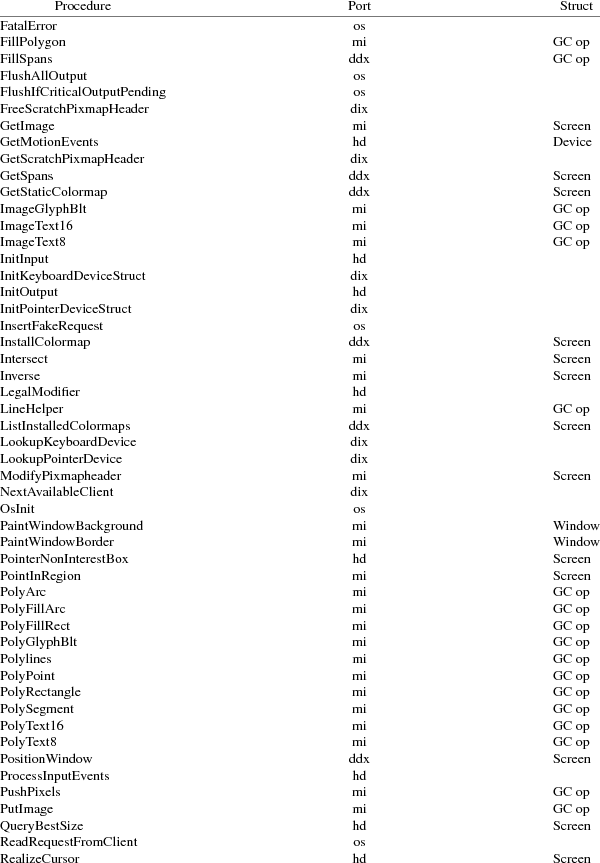 Procedure Port Struct
FatalError os
FillPolygon mi GC op
FillSpans ddx GC op
FlushAllOutput os
FlushIfCriticalOutputPending os
FreeScratchPixmapHeader dix
GetImage mi Screen
GetMotionEvents hd Device
GetScratchPixmapHeader dix
GetSpans ddx Screen
GetStaticColormap ddx Screen
ImageGlyphBlt mi GC op
ImageText16 mi GC op
ImageText8 mi GC op
InitInput hd
InitKeyboardDeviceStruct dix
InitOutput hd
InitPointerDeviceStruct dix
InsertFakeRequest os
InstallColormap ddx Screen
Intersect mi Screen
Inverse mi Screen
LegalModifier hd
LineHelper mi GC op
ListInstalledColormaps ddx Screen
LookupKeyboardDevice dix
LookupPointerDevice dix
ModifyPixmapheader mi Screen
NextAvailableClient dix
OsInit os
PaintWindowBackground mi Window
PaintWindowBorder mi Window
PointerNonInterestBox hd Screen
PointInRegion mi Screen
PolyArc mi GC op
PolyFillArc mi GC op
PolyFillRect mi GC op
PolyGlyphBlt mi GC op
Polylines mi GC op
PolyPoint mi GC op
PolyRectangle mi GC op
PolySegment mi GC op
PolyText16 mi GC op
PolyText8 mi GC op
PositionWindow ddx Screen
ProcessInputEvents hd
PushPixels mi GC op
PutImage mi GC op
QueryBestSize hd Screen
ReadRequestFromClient os
RealizeCursor hd Screen